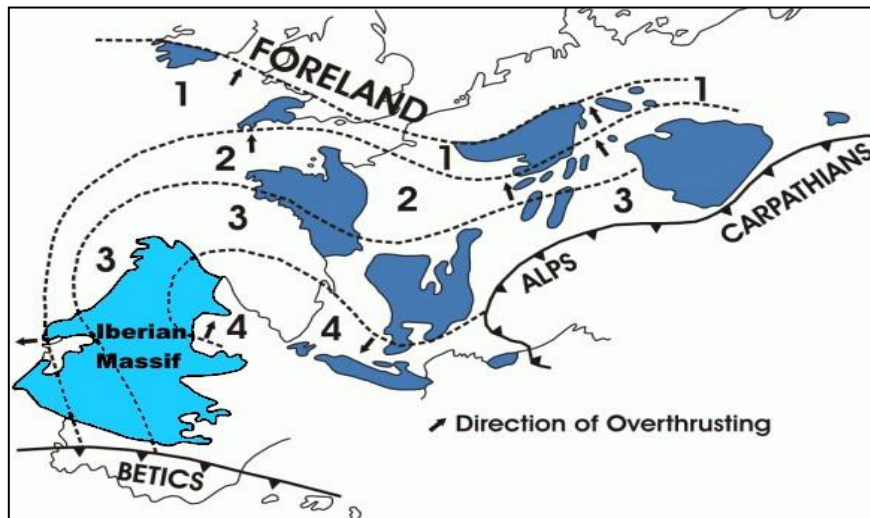 FORELAND
1
1
1
2
2
3
3
3
CARPATHIANS
ALPS
4
4
Iberian
Massif
Direction of Overthrusting
BETICS